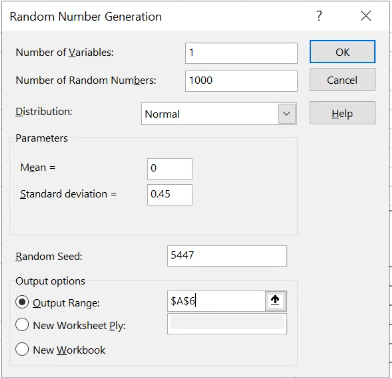 Random Number Generation ? ×
Number of Variables: 1 OK
Number of Random Numbers: 1000 Cancel
Distribution: Normal Help
Parameters
Mean = 0
Standard deviation = 0.45
Random Seed: 5447
Output options
Output Range: $A$6
New Worksheet Ply:
New Workbook